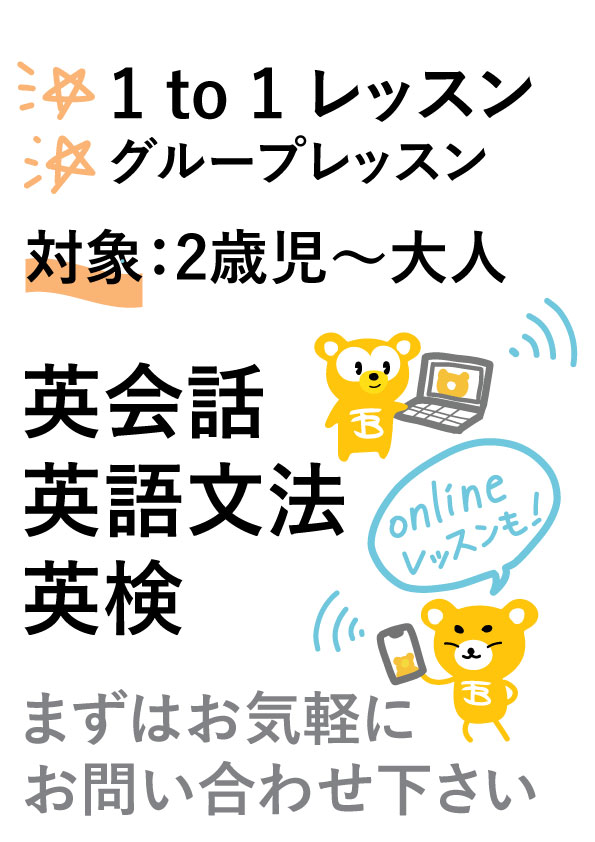 1 to 1 レッスン
グループレッスン
対象：2歳児～大人
英会話
英語文法
英検
online
レッスンも！
まずはお気軽に
お問い合わせ下さい